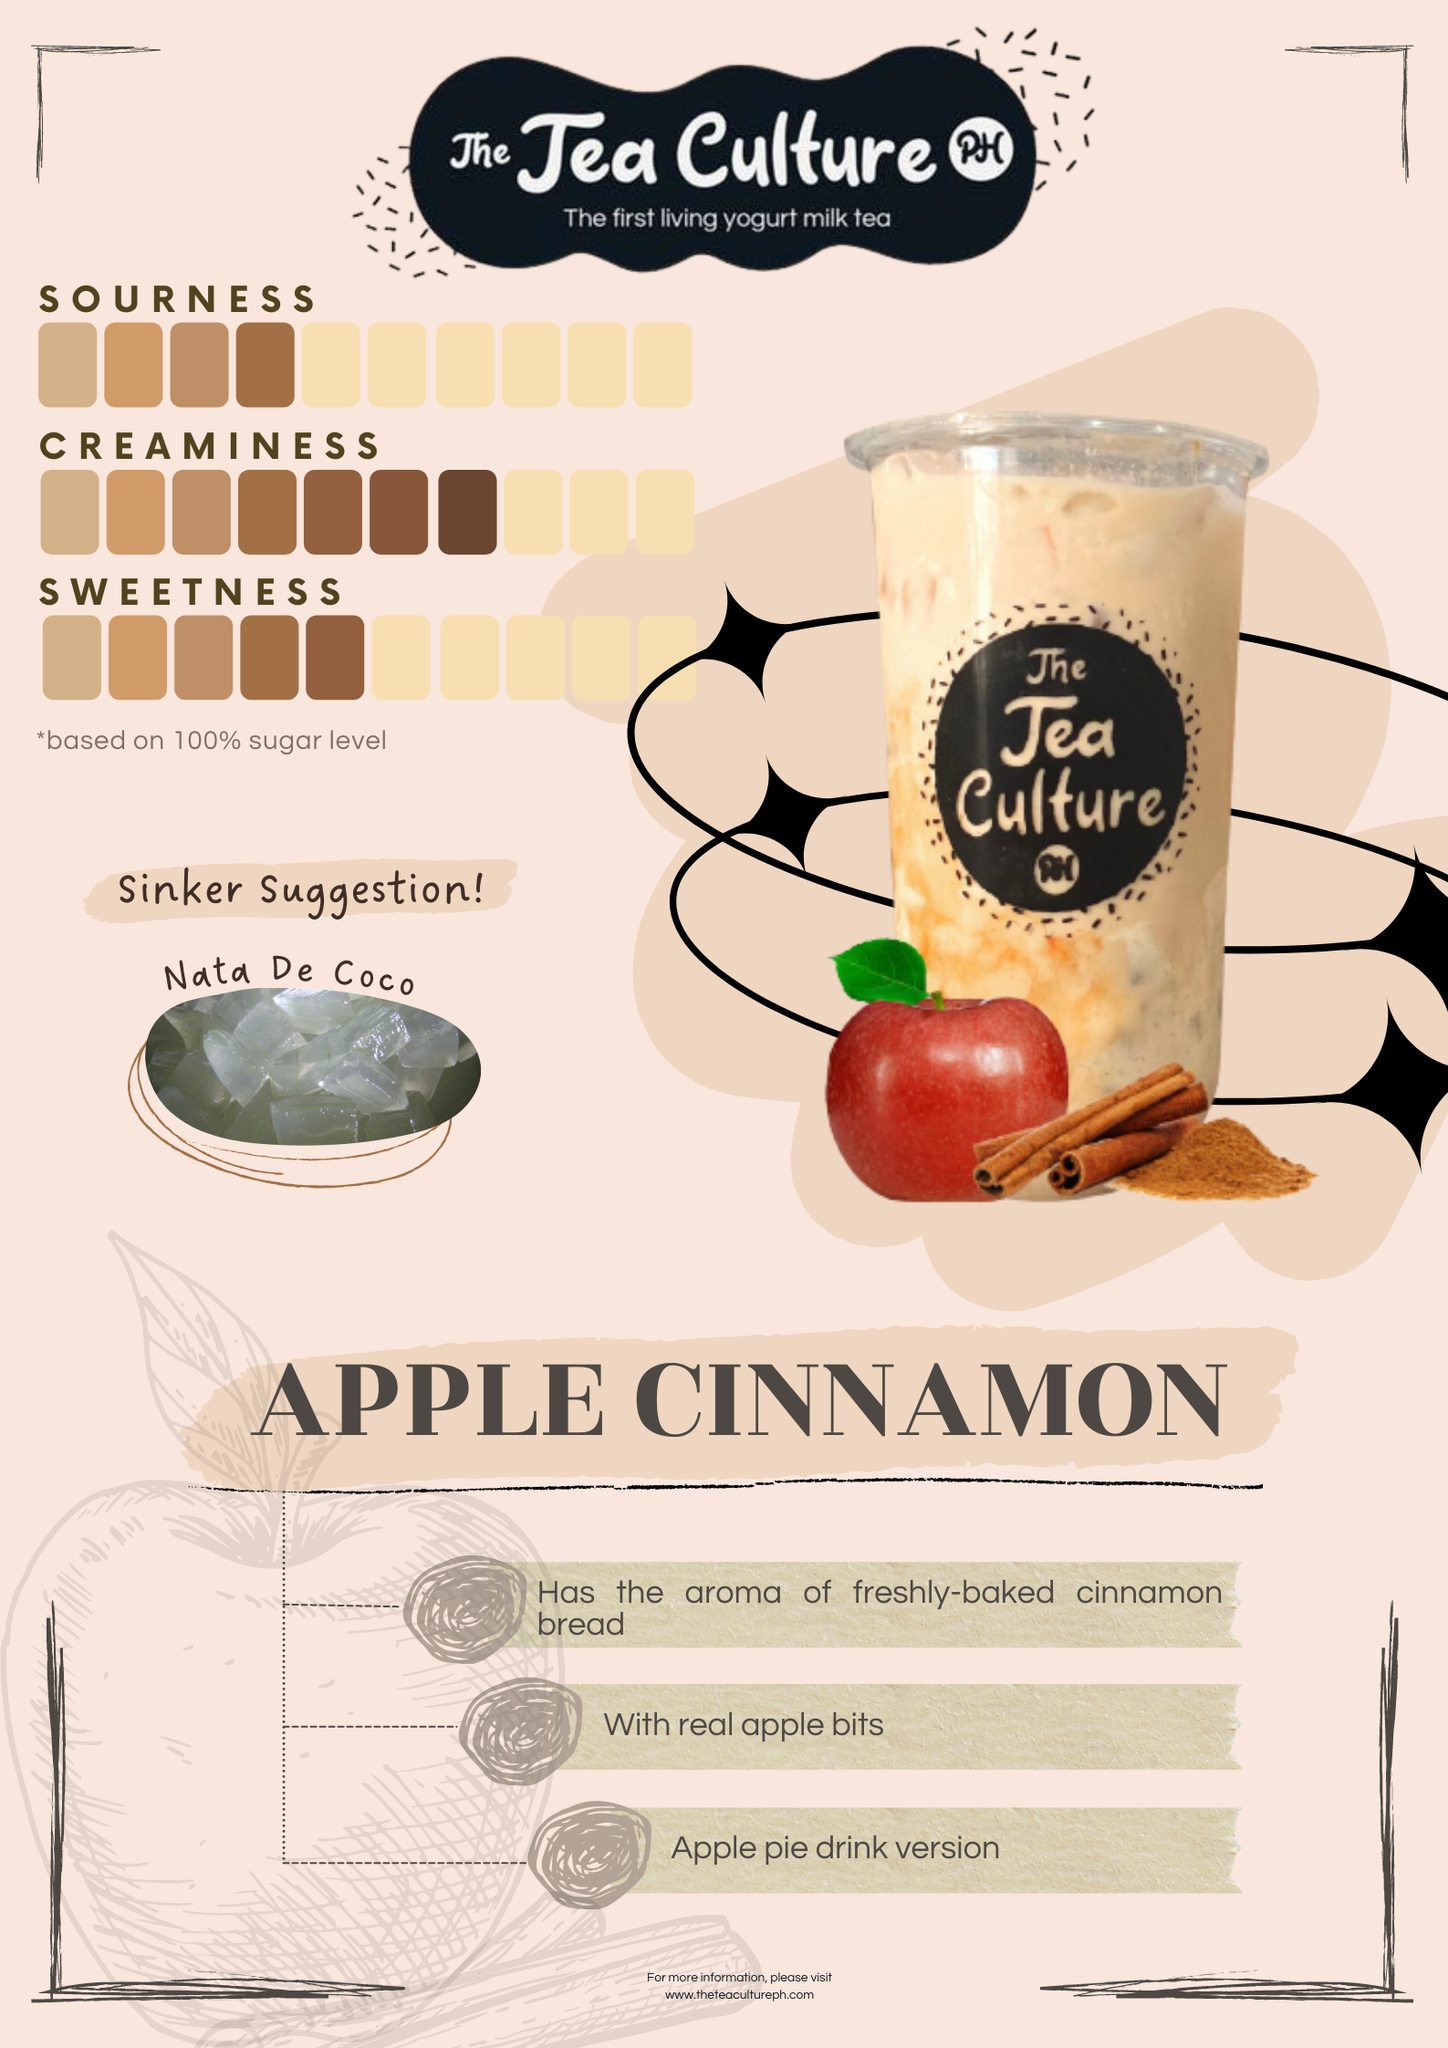 The Tea Culture PH
The first living yogurt milk tea
SOURNESS
CREAMINESS
SWEETNESS
*based on 100% sugar level
The
Tea
Culture
PH
Sinker Suggestion!
Nata De Coco
APPLE CINNAMON
Has the aroma of freshly-baked cinnamon
bread
With real apple bits
Apple pie drink version
For more information, please visit
www.theteacultureph.com